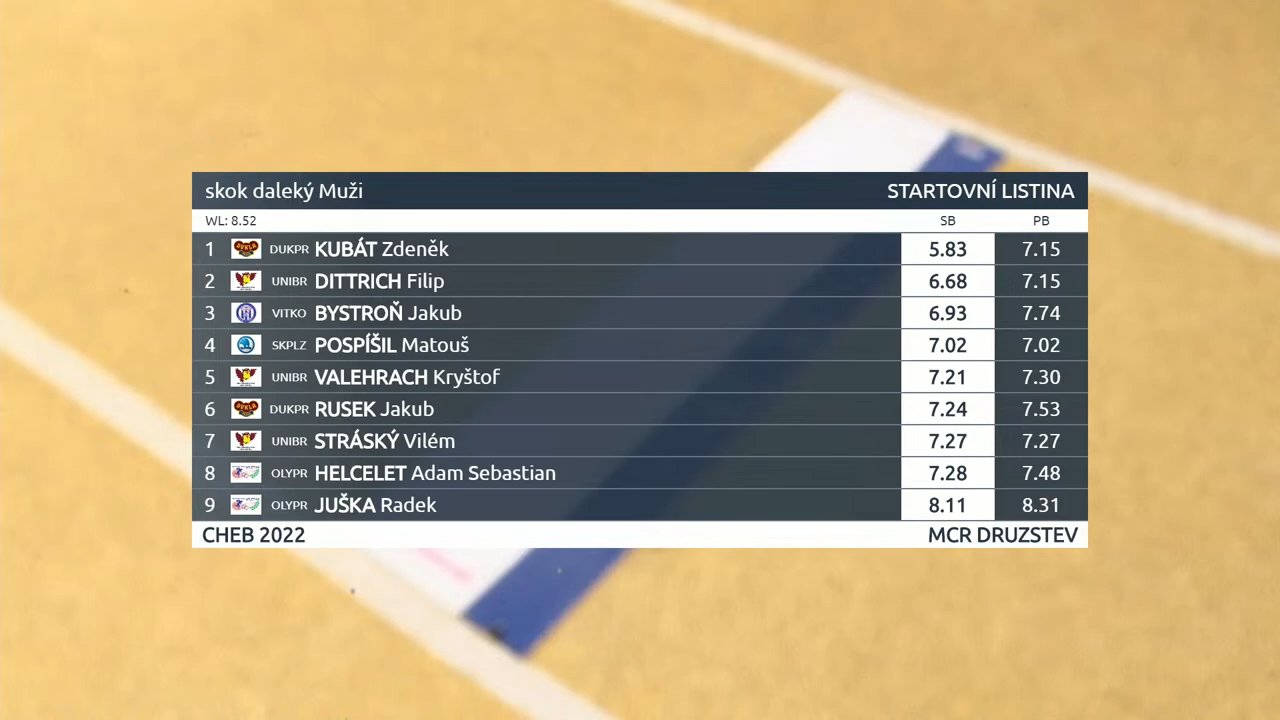 skok daleký Muži STARTOVNÍ LISTINA
WL: 8.52 SB PB
1 DUKPR KUBÁT Zdeněk 5.83 7.15
2 UNIBR DITTRICH Filip 6.68 7.15
3 VITKO BYSTROŇ Jakub 6.93 7.74
4 SKPLZ POSPÍŠIL Matouš 7.02 7.02
5 UNIBR VALEHRACH Kryštof 7.21 7.30
6 DUKPR RUSEK Jakub 7.24 7.53
7 UNIBR STRÁSKÝ Vilém 7.27 7.27
8 OLYPR HELCELET Adam Sebastian 7.28 7.48
9 OLYPR JUŠKA Radek 8.11 8.31
CHEB 2022 MCR DRUZSTEV